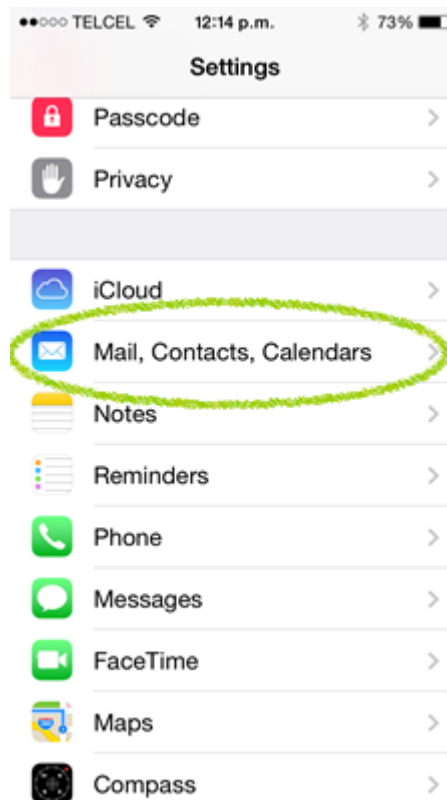 TELCEL 12:14 p.m. 73%
Settings
Passcode
Privacy
iCloud
Mail, Contacts, Calendars
Notes
Reminders
Phone
Messages
FaceTime
Maps
Compass